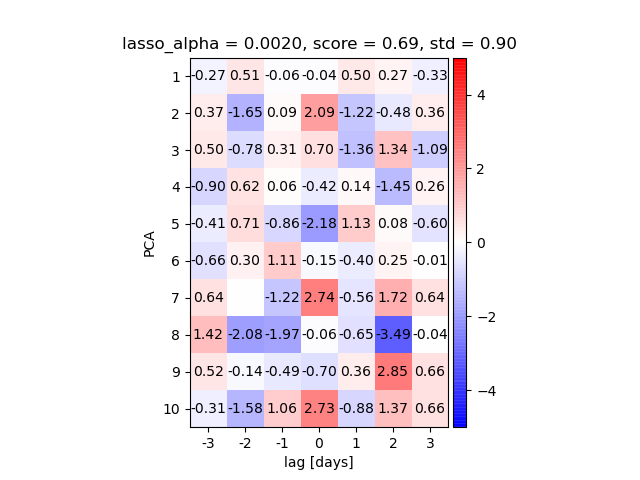 lasso_alpha = 0.0020, score = 0.69, std = 0.90
1 -0.27 0.51 -0.06 -0.04 0.50 0.27 -0.33
2 0.37 -1.65 0.09 2.09 -1.22 -0.48 0.36
3 0.50 -0.78 0.31 0.70 -1.36 1.34 -1.09
4 -0.90 0.62 0.06 -0.42 0.14 -1.45 0.26
5 -0.41 0.71 -0.86 -2.18 1.13 0.08 -0.60
6 -0.66 0.30 1.11 -0.15 -0.40 0.25 -0.01
7 0.64 -1.22 2.74 -0.56 1.72 0.64
8 1.42 -2.08 -1.97 -0.06 -0.65 -3.49 -0.04
9 0.52 -0.14 -0.49 -0.70 0.36 2.85 0.66
10 -0.31 -1.58 1.06 2.73 -0.88 1.37 0.66
-3 -2 -1 0 1 2 3
lag [days]
PCA
4
2
0
−2
−4